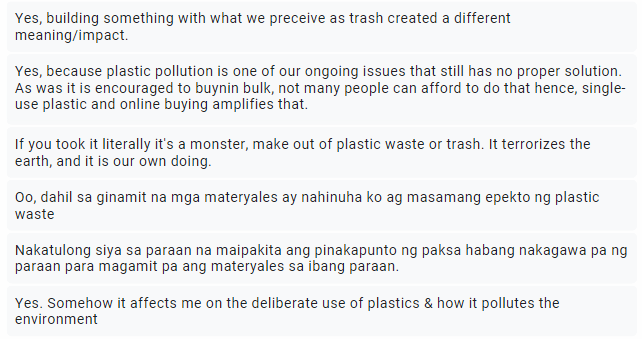 Yes, building something with what we preceive as trash created a different
meaning/impact.
Yes, because plastic pollution is one of our ongoing issues that still has no proper solution.
As was it is encouraged to buynin bulk, not many people can afford to do that hence, single-
use plastic and online buying amplifies that.
If you took it literally it's a monster, make out of plastic waste or trash. It terrorizes the
earth, and it is our own doing.
Oo, dahil sa ginamit na mga materyales ay nahinuha ko ag masamang epekto ng plastic
waste
Nakatulong siya sa paraan na maipakita ang pinakapunto ng paksa habang nakagawa pa ng
paraan para magamit pa ang materyales sa ibang paraan.
Yes. Somehow it affects me on the deliberate use of plastics & how it pollutes the
environment